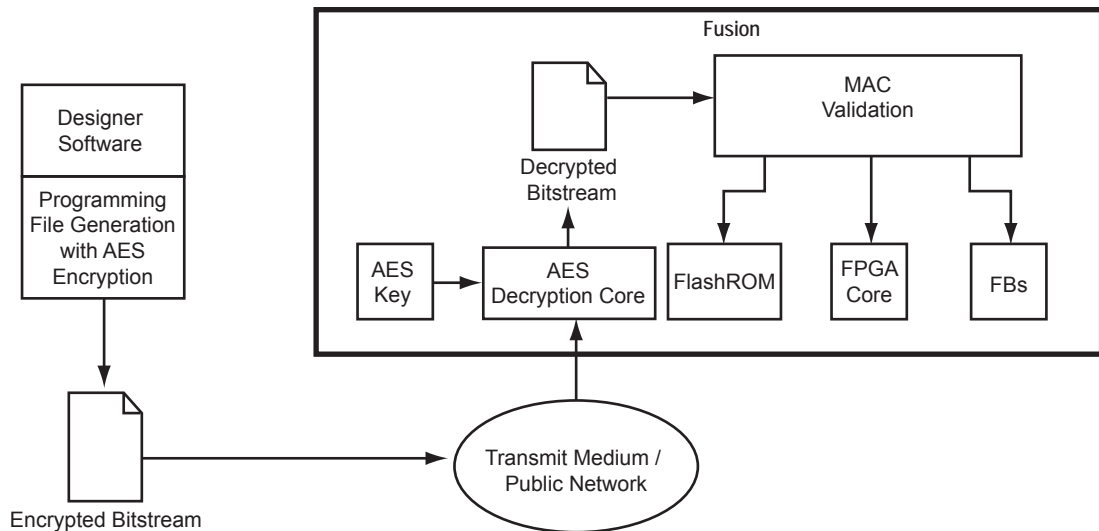 Fusion
Designer
Software
Programming
File Generation
with AES
Encryption
MAC
Validation
Decrypted
Bitstream
AES
Key
AES
Decryption Core
FlashROM
FPGA
Core
FBs
Transmit Medium /
Public Network
Encrypted Bitstream